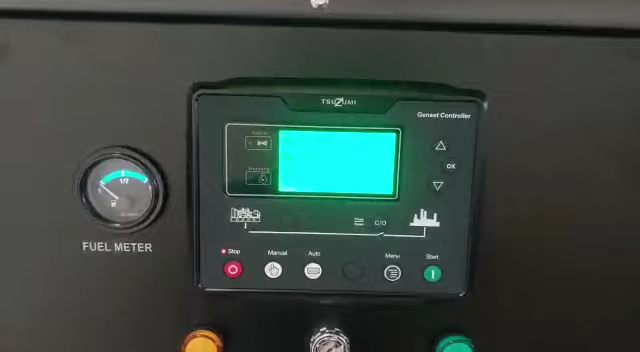 TSUZUMI
Genset Controller
OK
1/2
C/O
Stop
Manual
Auto
Menu
Start
FUEL METER